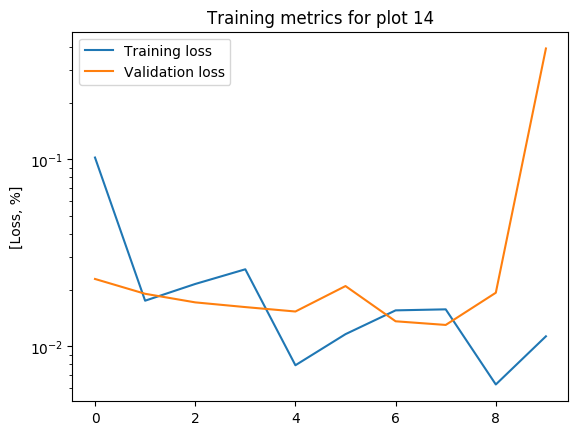 Training metrics for plot 14
Training loss
Validation loss
[Loss, %]
10⁻¹
10⁻²
0 2 4 6 8